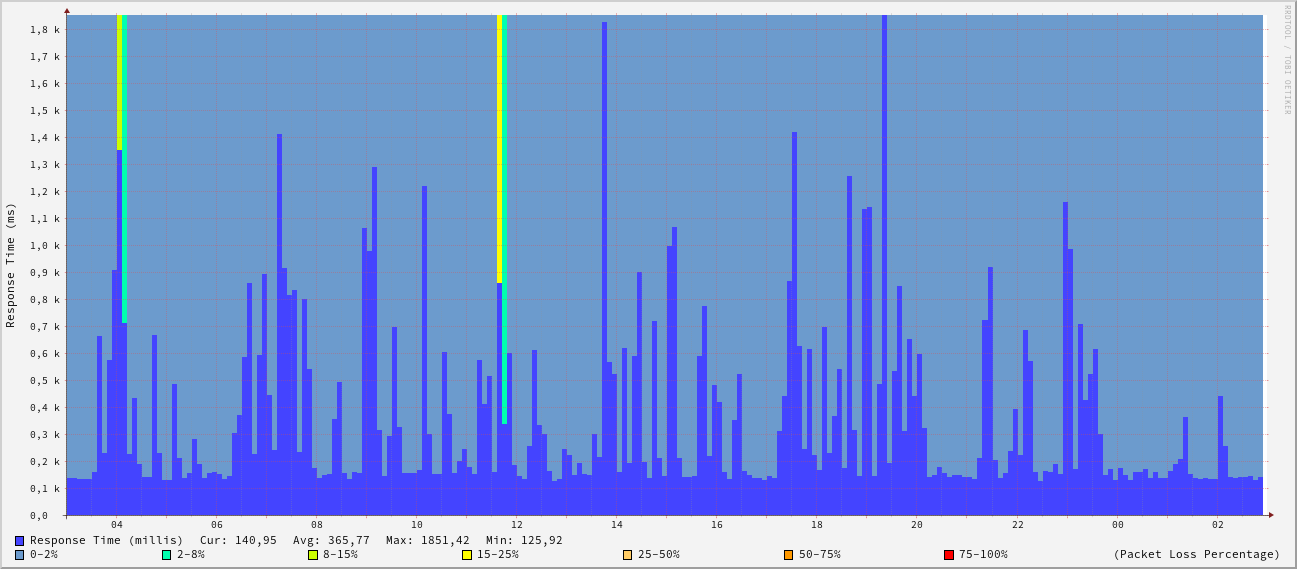 RRDTOOL / TOBI OETIKER
Response Time (ms)
1,8 k
1,7 k
1,6 k
1,5 k
1,4 k
1,3 k
1,2 k
1,1 k
1,0 k
0,9 k
0,8 k
0,7 k
0,6 k
0,5 k
0,4 k
0,3 k
0,2 k
0,1 k
0,0
04 06 08 10 12 14 16 18 20 22 00 02
Response Time (millis) Cur: 140,95 Avg: 365,77 Max: 1851,42 Min: 125,92
0-2% 2-8% 8-15% 15-25% 25-50% 50-75% 75-100% (Packet Loss Percentage)